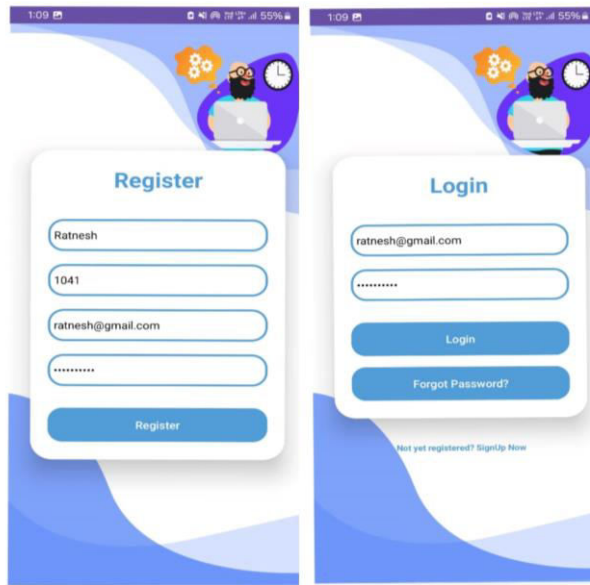 1:09
55%
Register
Ratnesh
1041
ratnesh@gmail.com
••••••••••
Register
1:09
55%
Login
ratnesh@gmail.com
••••••••••
Login
Forgot Password?
Not yet registered? SignUp Now